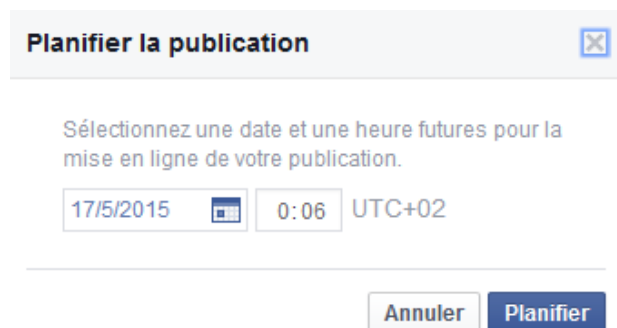 Planifier la publication
Sélectionnez une date et une heure futures pour la
mise en ligne de votre publication.
17/5/2015 0:06 UTC+02
Annuler Planifier